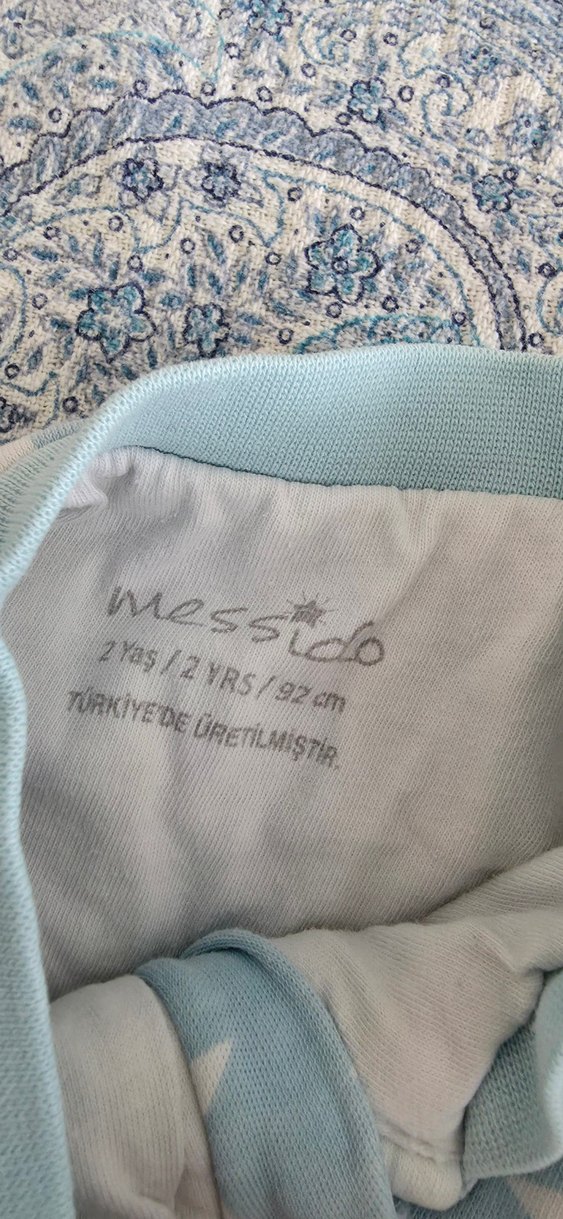 messido
2 Yaş / 2 YRS / 92 cm
TÜRKİYE'DE ÜRETİLMİŞTİR.